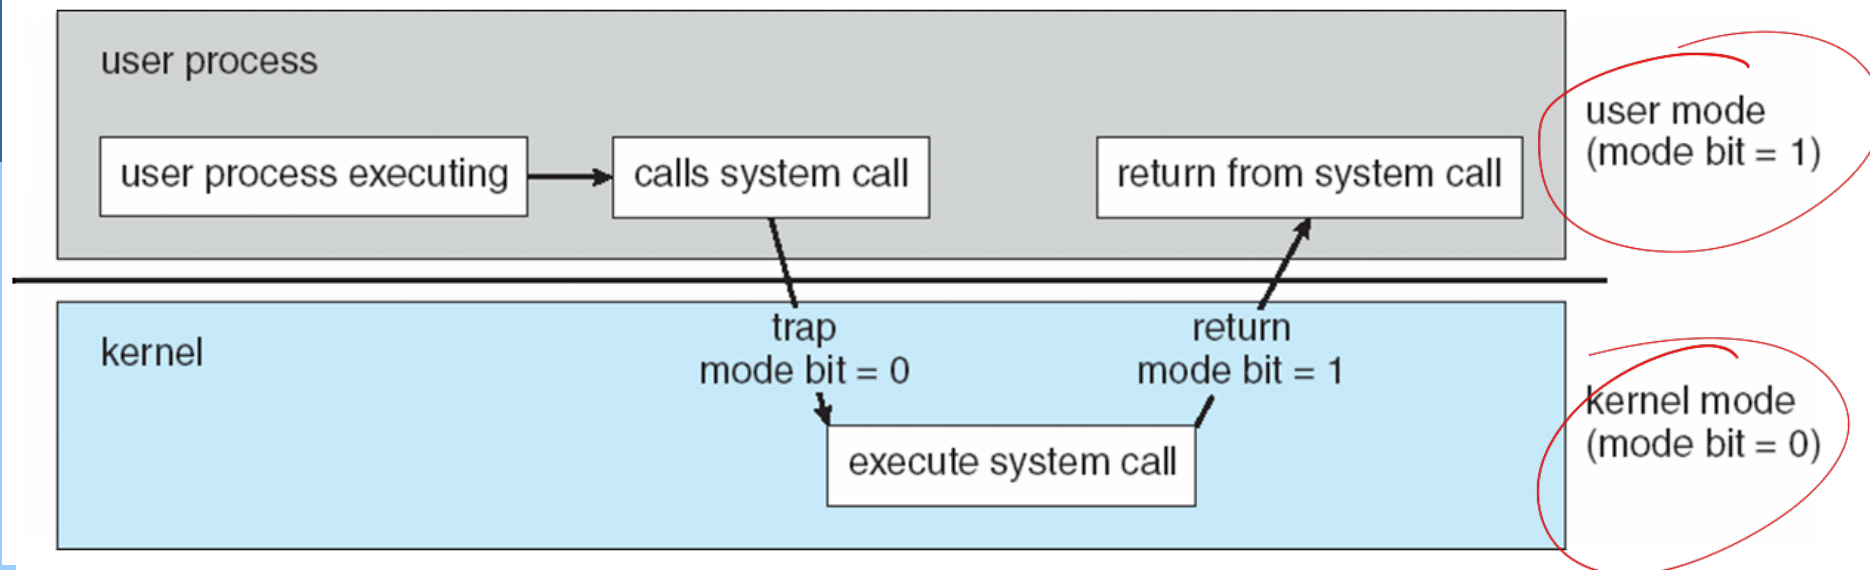 user process
user process executing
calls system call
return from system call
user mode
(mode bit = 1)
kernel
trap
mode bit = 0
return
mode bit = 1
execute system call
kernel mode
(mode bit = 0)